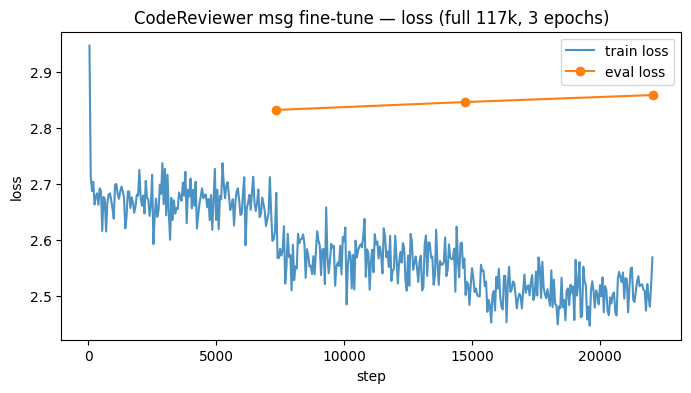 CodeReviewer msg fine-tune — loss (full 117k, 3 epochs)
train loss
eval loss
2.9
2.8
2.7
2.6
2.5
loss
0
5000
10000
15000
20000
step